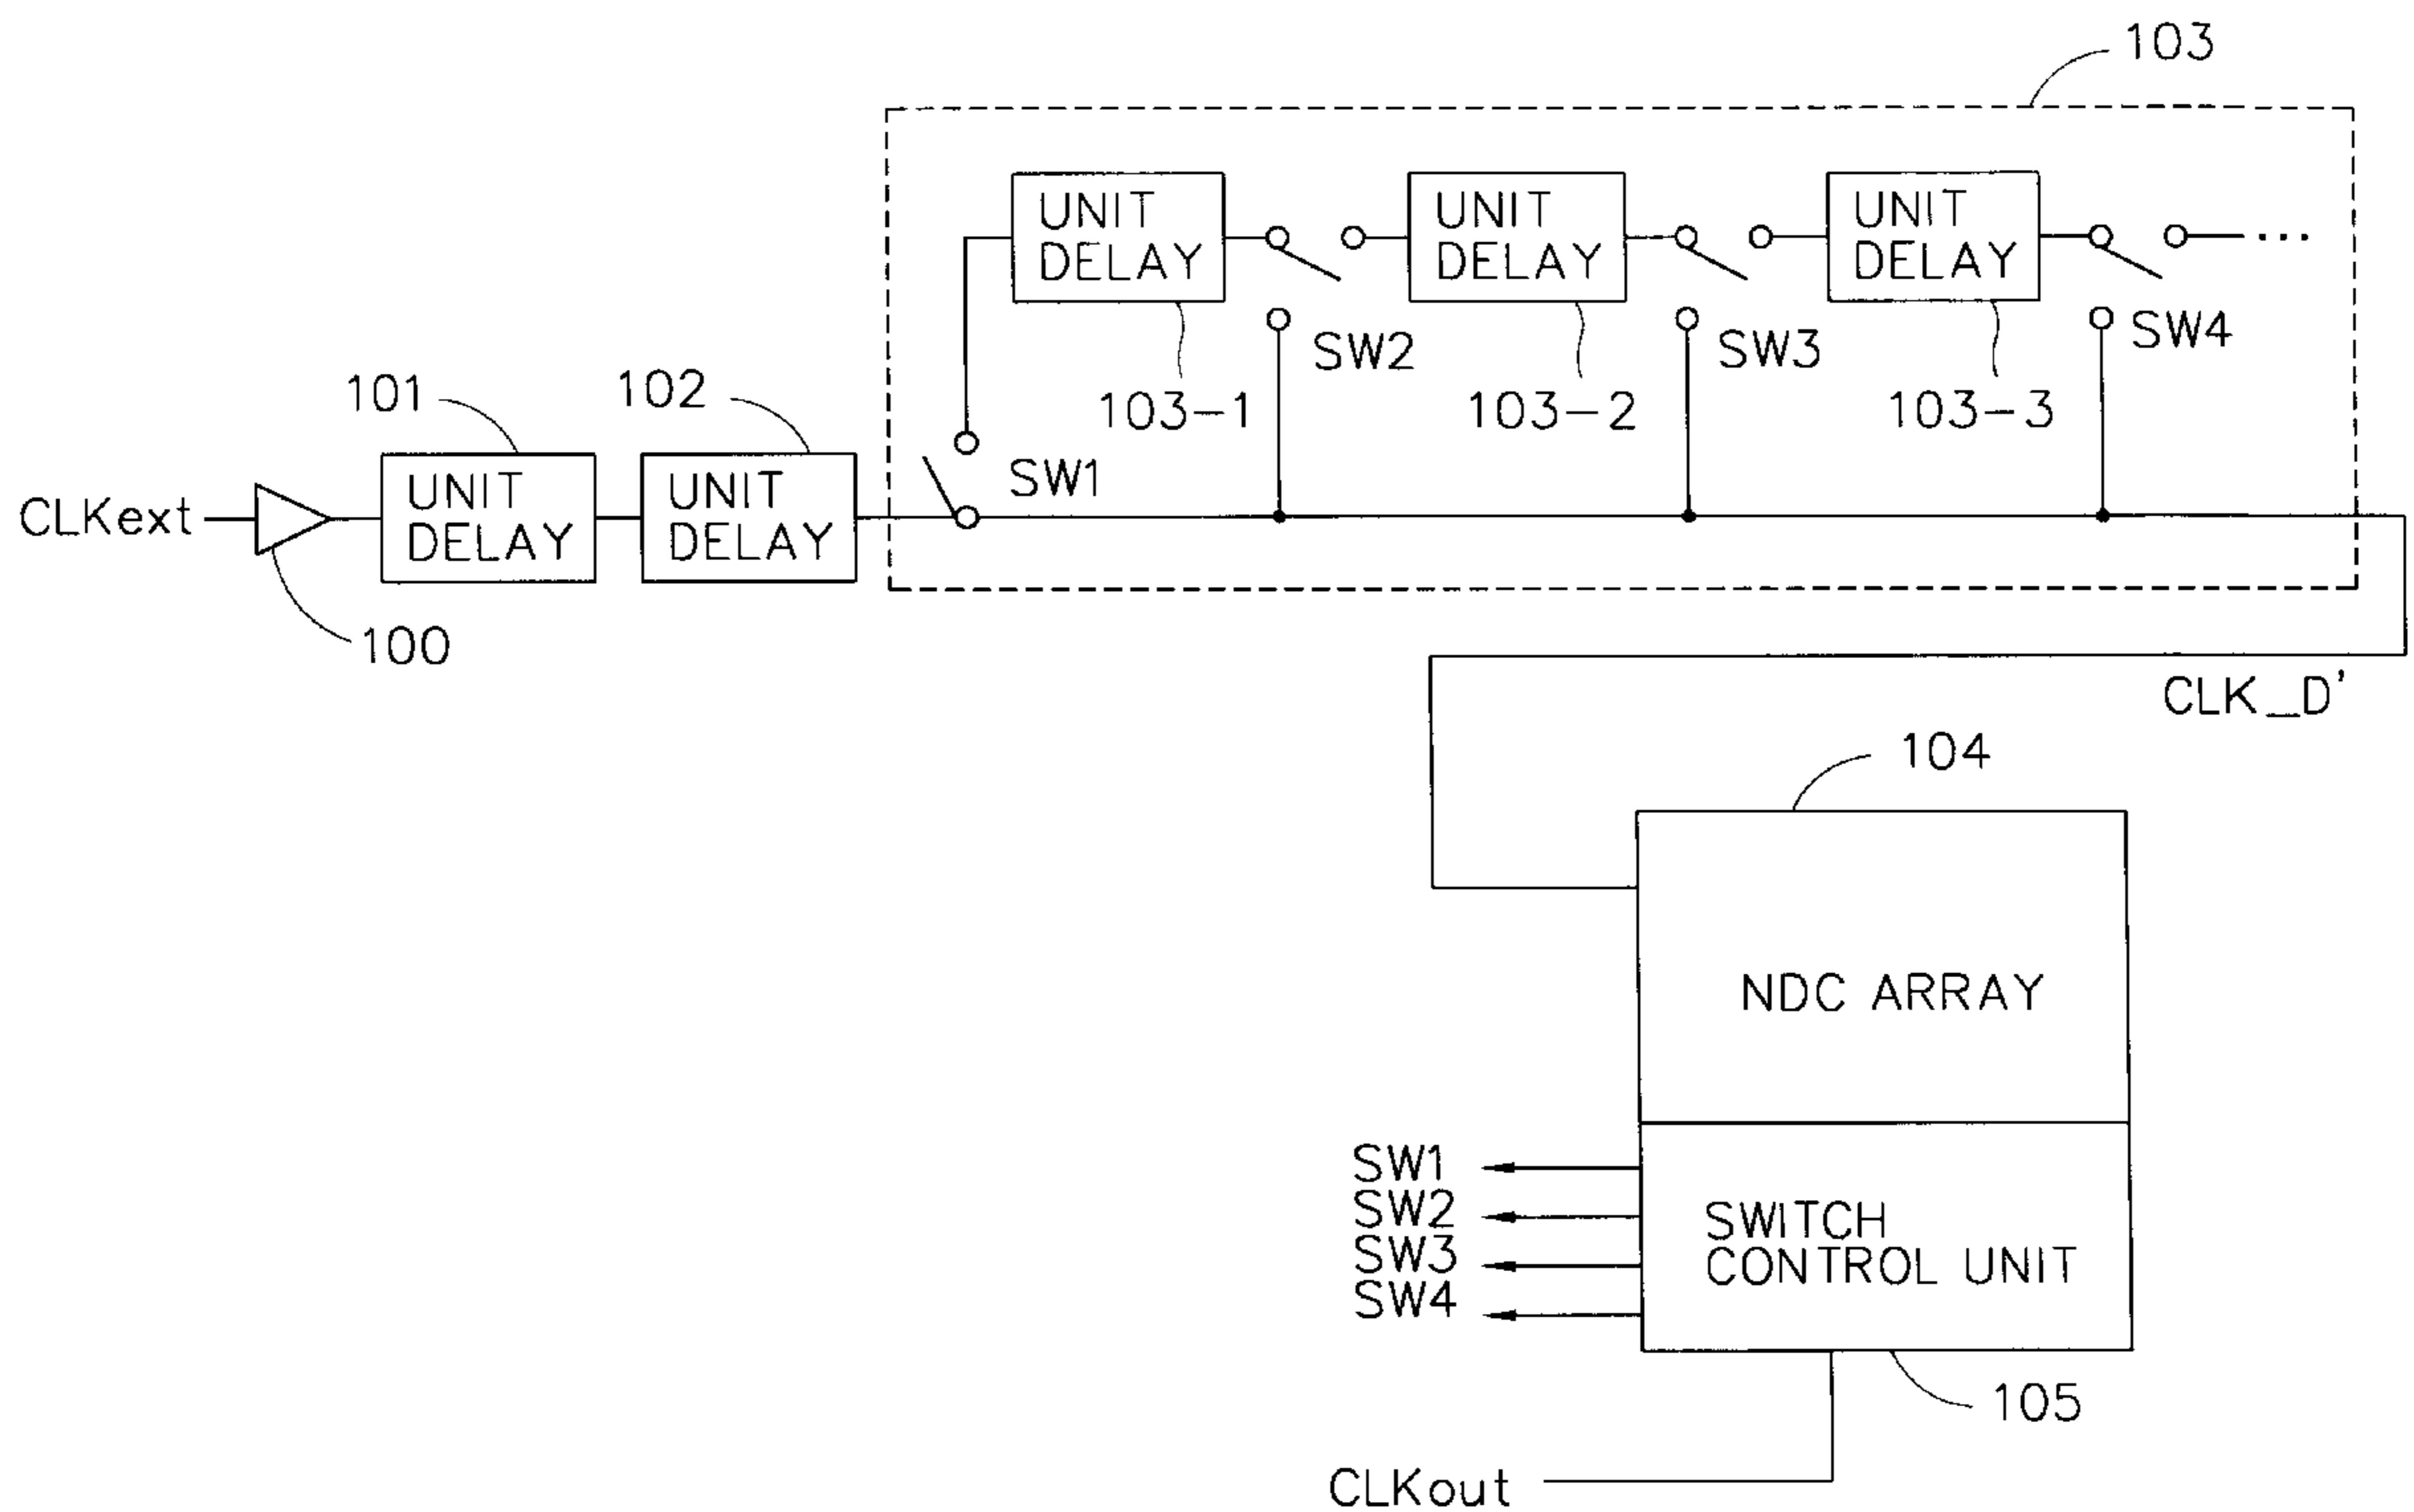 103
UNIT DELAY
UNIT DELAY
UNIT DELAY
...
SW2
SW3
SW4
103-1
103-2
103-3
101
102
SW1
CLKext
UNIT DELAY
UNIT DELAY
100
CLK_D'
104
NDC ARRAY
SW1
SW2
SW3
SW4
SWITCH
CONTROL UNIT
105
CLKout